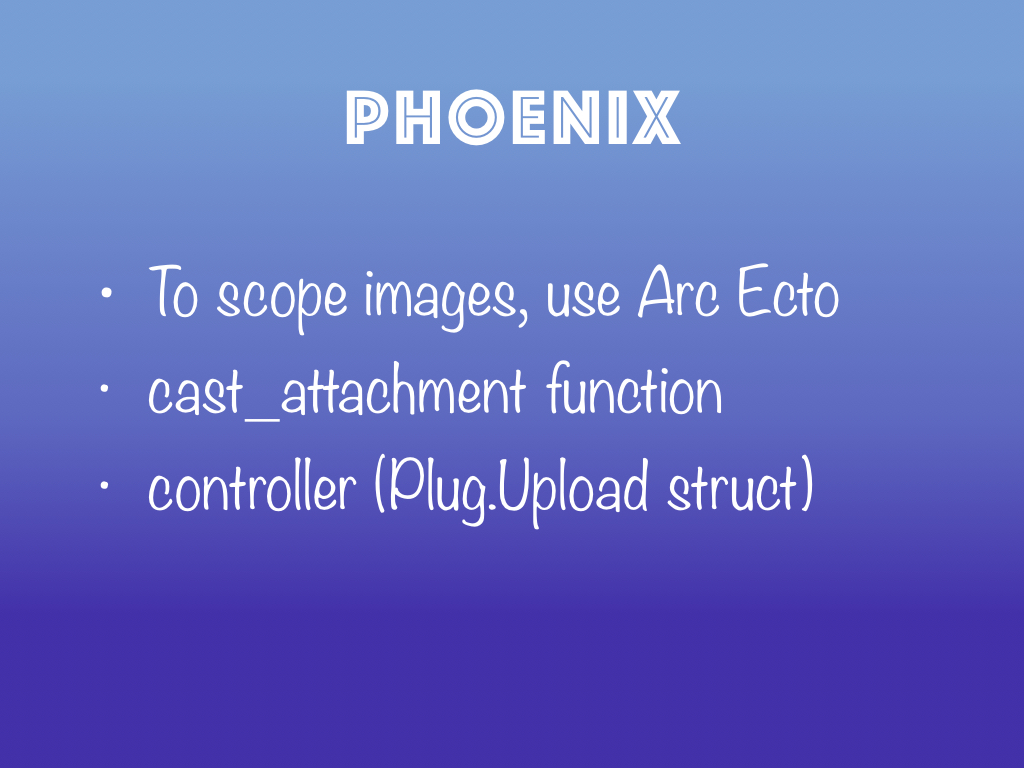 PHOENIX
• To scope images, use Arc Ecto
• cast_attachment function
• controller (Plug.Upload struct)